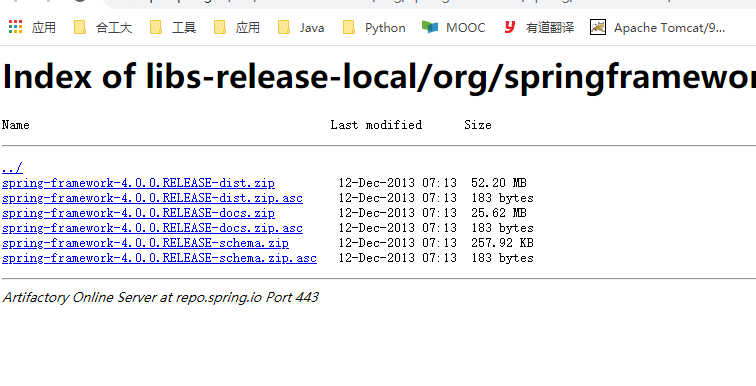 应用 合工大 工具 应用 Java Python MOOC 有道翻译 Apache Tomcat/9...
Index of libs-release-local/org/springframewor
Name Last modified Size
../
spring-framework-4.0.0.RELEASE-dist.zip 12-Dec-2013 07:13 52.20 MB
spring-framework-4.0.0.RELEASE-dist.zip.asc 12-Dec-2013 07:13 183 bytes
spring-framework-4.0.0.RELEASE-docs.zip 12-Dec-2013 07:13 25.62 MB
spring-framework-4.0.0.RELEASE-docs.zip.asc 12-Dec-2013 07:13 183 bytes
spring-framework-4.0.0.RELEASE-schema.zip 12-Dec-2013 07:13 257.92 KB
spring-framework-4.0.0.RELEASE-schema.zip.asc 12-Dec-2013 07:13 183 bytes
Artifactory Online Server at repo.spring.io Port 443